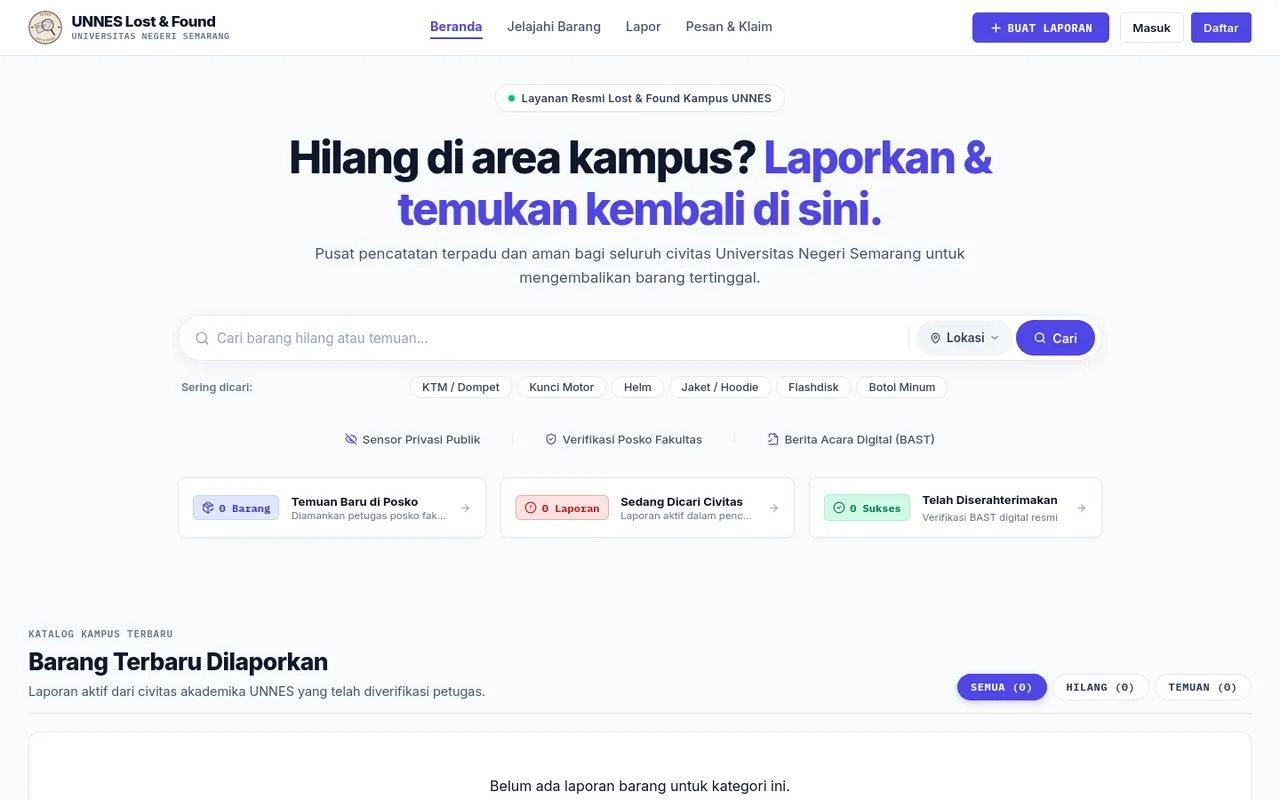 UNNES Lost & Found
UNIVERSITAS NEGERI SEMARANG
Beranda
Jelajahi Barang
Lapor
Pesan & Klaim
+ BUAT LAPORAN
Masuk
Daftar
Layanan Resmi Lost & Found Kampus UNNES
Hilang di area kampus? Laporkan &
temukan kembali di sini.
Pusat pencatatan terpadu dan aman bagi seluruh civitas Universitas Negeri Semarang untuk
mengembalikan barang tertinggal.
Cari barang hilang atau temuan...
Lokasi
Cari
Sering dicari:
KTM / Dompet
Kunci Motor
Helm
Jaket / Hoodie
Flashdisk
Botol Minum
Sensor Privasi Publik
Verifikasi Posko Fakultas
Berita Acara Digital (BAST)
0 Barang
Temuan Baru di Posko
Diamankan petugas posko fak...
0 Laporan
Sedang Dicari Civitas
Laporan aktif dalam penc...
0 Sukses
Telah Diserahterimakan
Verifikasi BAST digital resmi
KATALOG KAMPUS TERBARU
Barang Terbaru Dilaporkan
Laporan aktif dari civitas akademika UNNES yang telah diverifikasi petugas.
SEMUA (0)
HILANG (0)
TEMUAN (0)
Belum ada laporan barang untuk kategori ini.